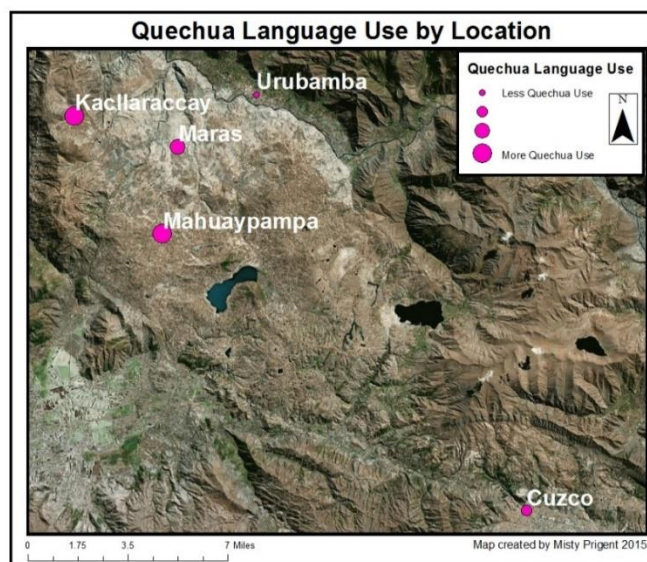 Quechua Language Use by Location
Quechua Language Use
Less Quechua Use
More Quechua Use
N
Urubamba
Kacllaraccay
Maras
Mahuaypampa
Cuzco
0 1.75 3.5 7 Miles
Map created by Misty Prigent 2015